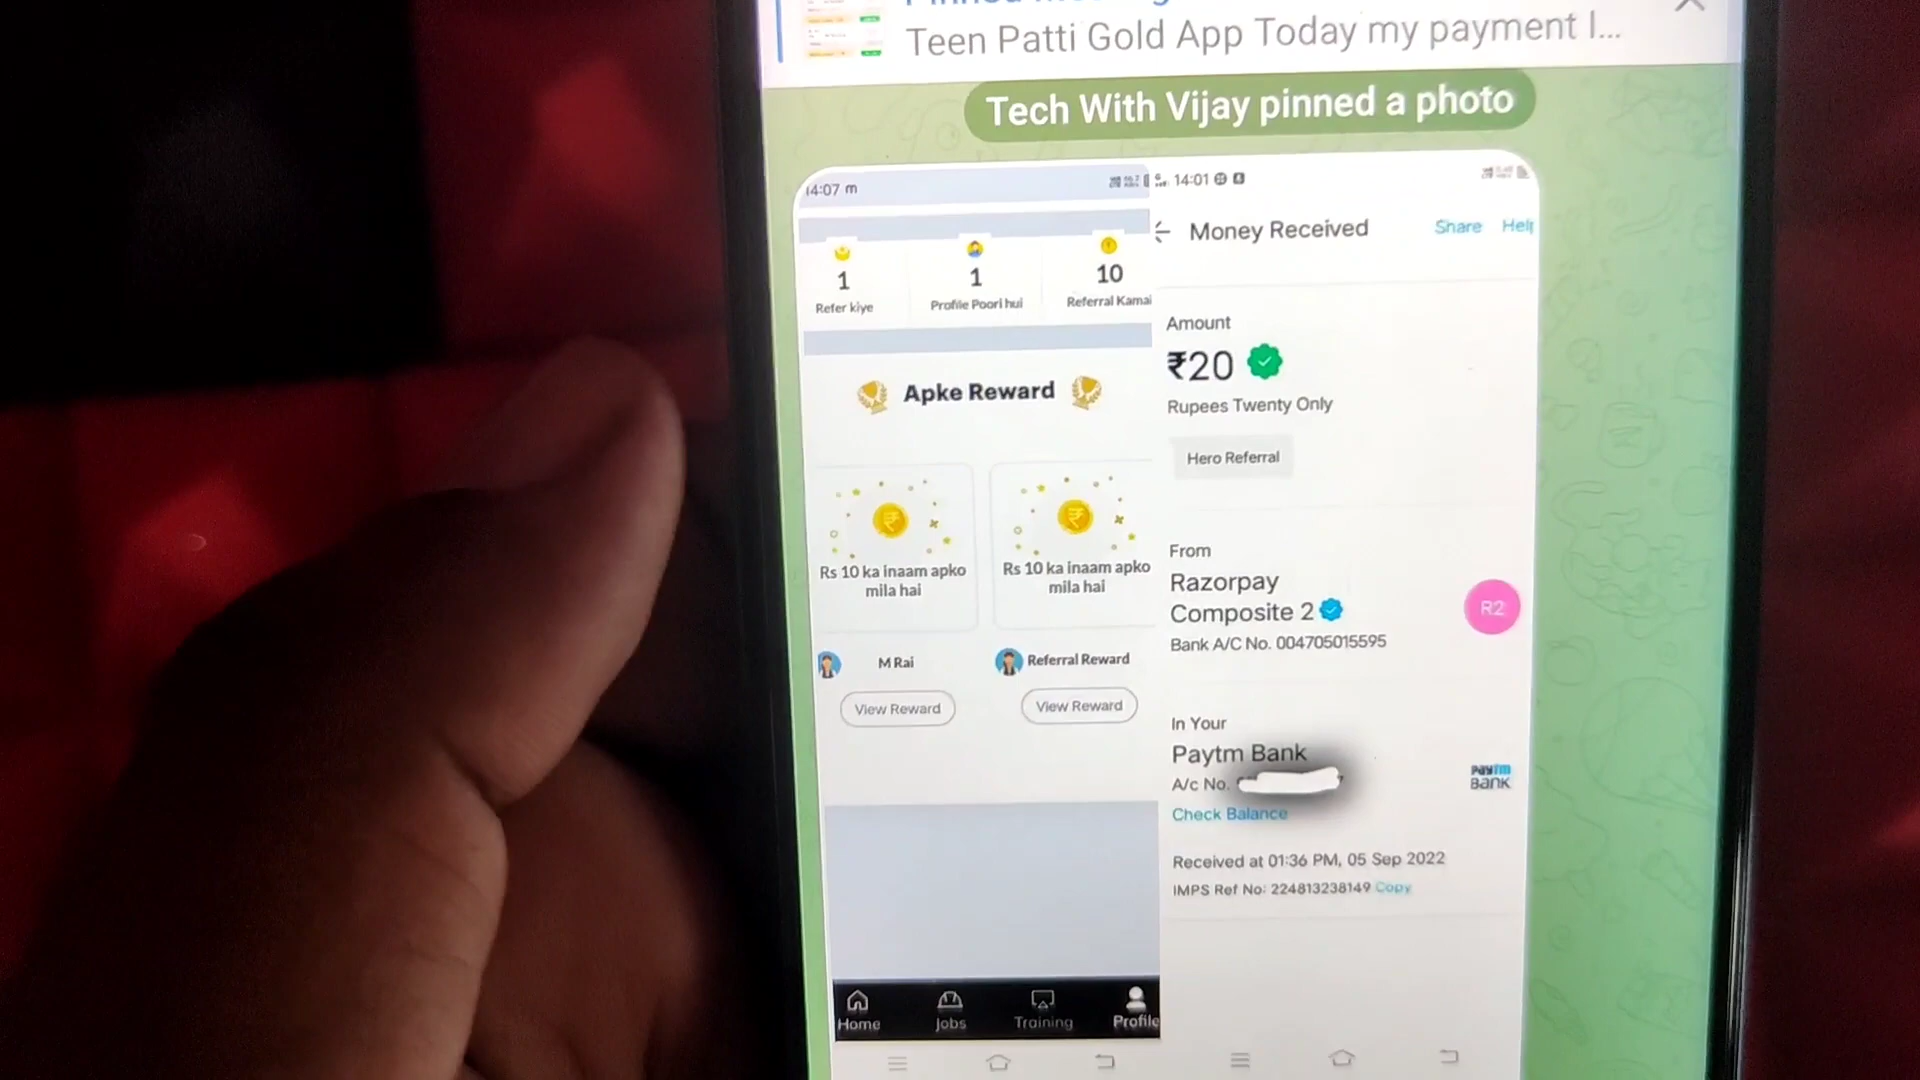 Teen Patti Gold App Today my payment I...
Tech With Vijay pinned a photo
14:07 m
1
Refer kiye
1
Profile Poori hui
10
Referral Kamai
Apke Reward
Rs 10 ka inaam apko
mila hai
Rs 10 ka inaam apko
mila hai
M Rai
Referral Reward
View Reward
View Reward
Home
Jobs
Training
Profile
14:01
Money Received
Share
Help
Amount
₹20
Rupees Twenty Only
Hero Referral
From
Razorpay
Composite 2
R2
Bank A/C No. 004705015595
In Your
Paytm Bank
A/c No.
Paytm
Bank
Check Balance
Received at 01:36 PM, 05 Sep 2022
IMPS Ref No: 224813238149 Copy